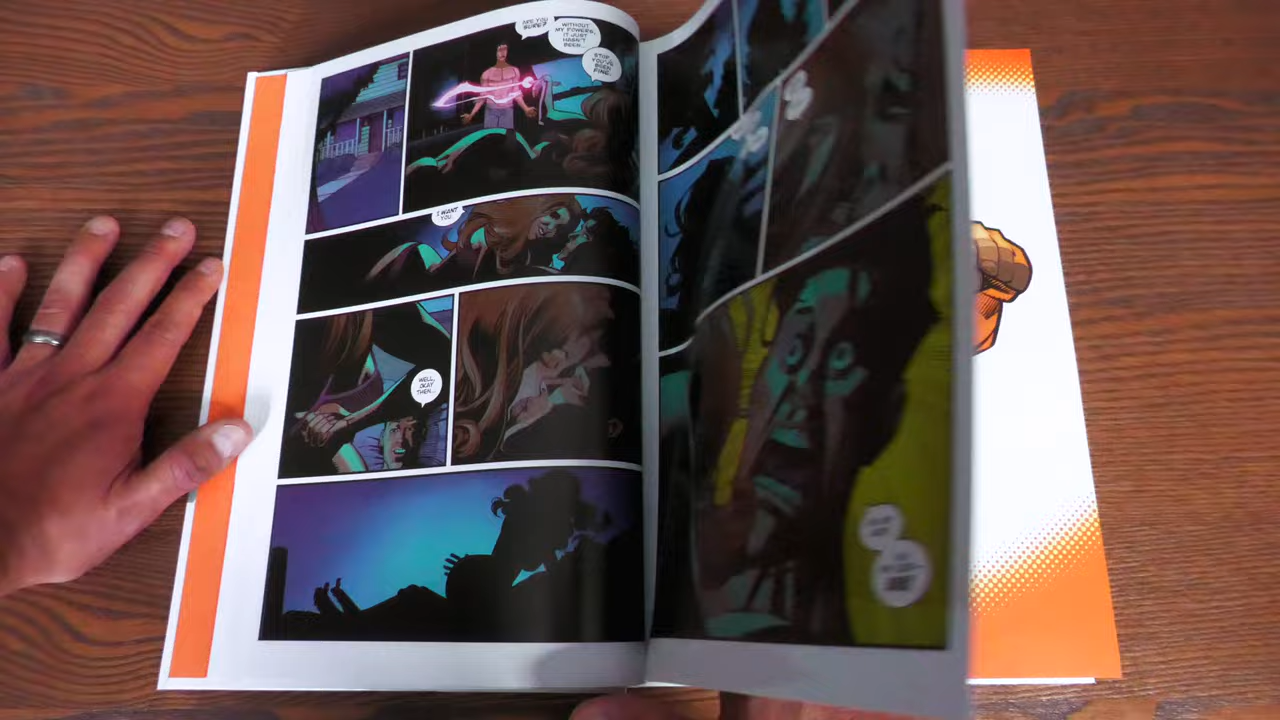 ARE YOU
SURE?
WITHOUT
MY POWERS,
IT JUST
HASN'T
BEEN...
STOP.
YOU'VE
BEEN
FINE.
I WANT
YOU.
WELL,
OKAY
THEN...